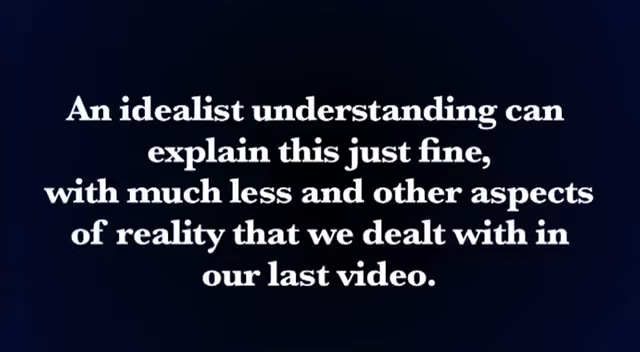 An idealist understanding can
explain this just fine,
with much less and other aspects
of reality that we dealt with in
our last video.